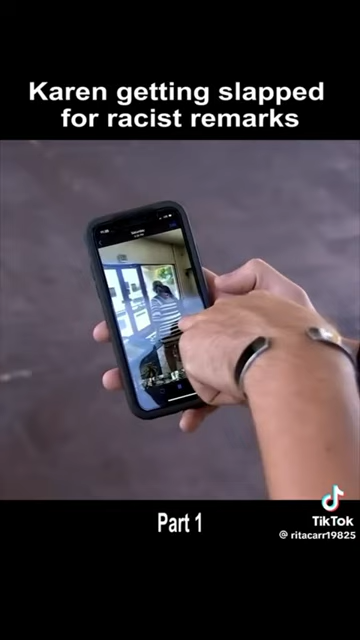 Karen getting slapped
for racist remarks
Part 1
TikTok
@ ritacarr19825